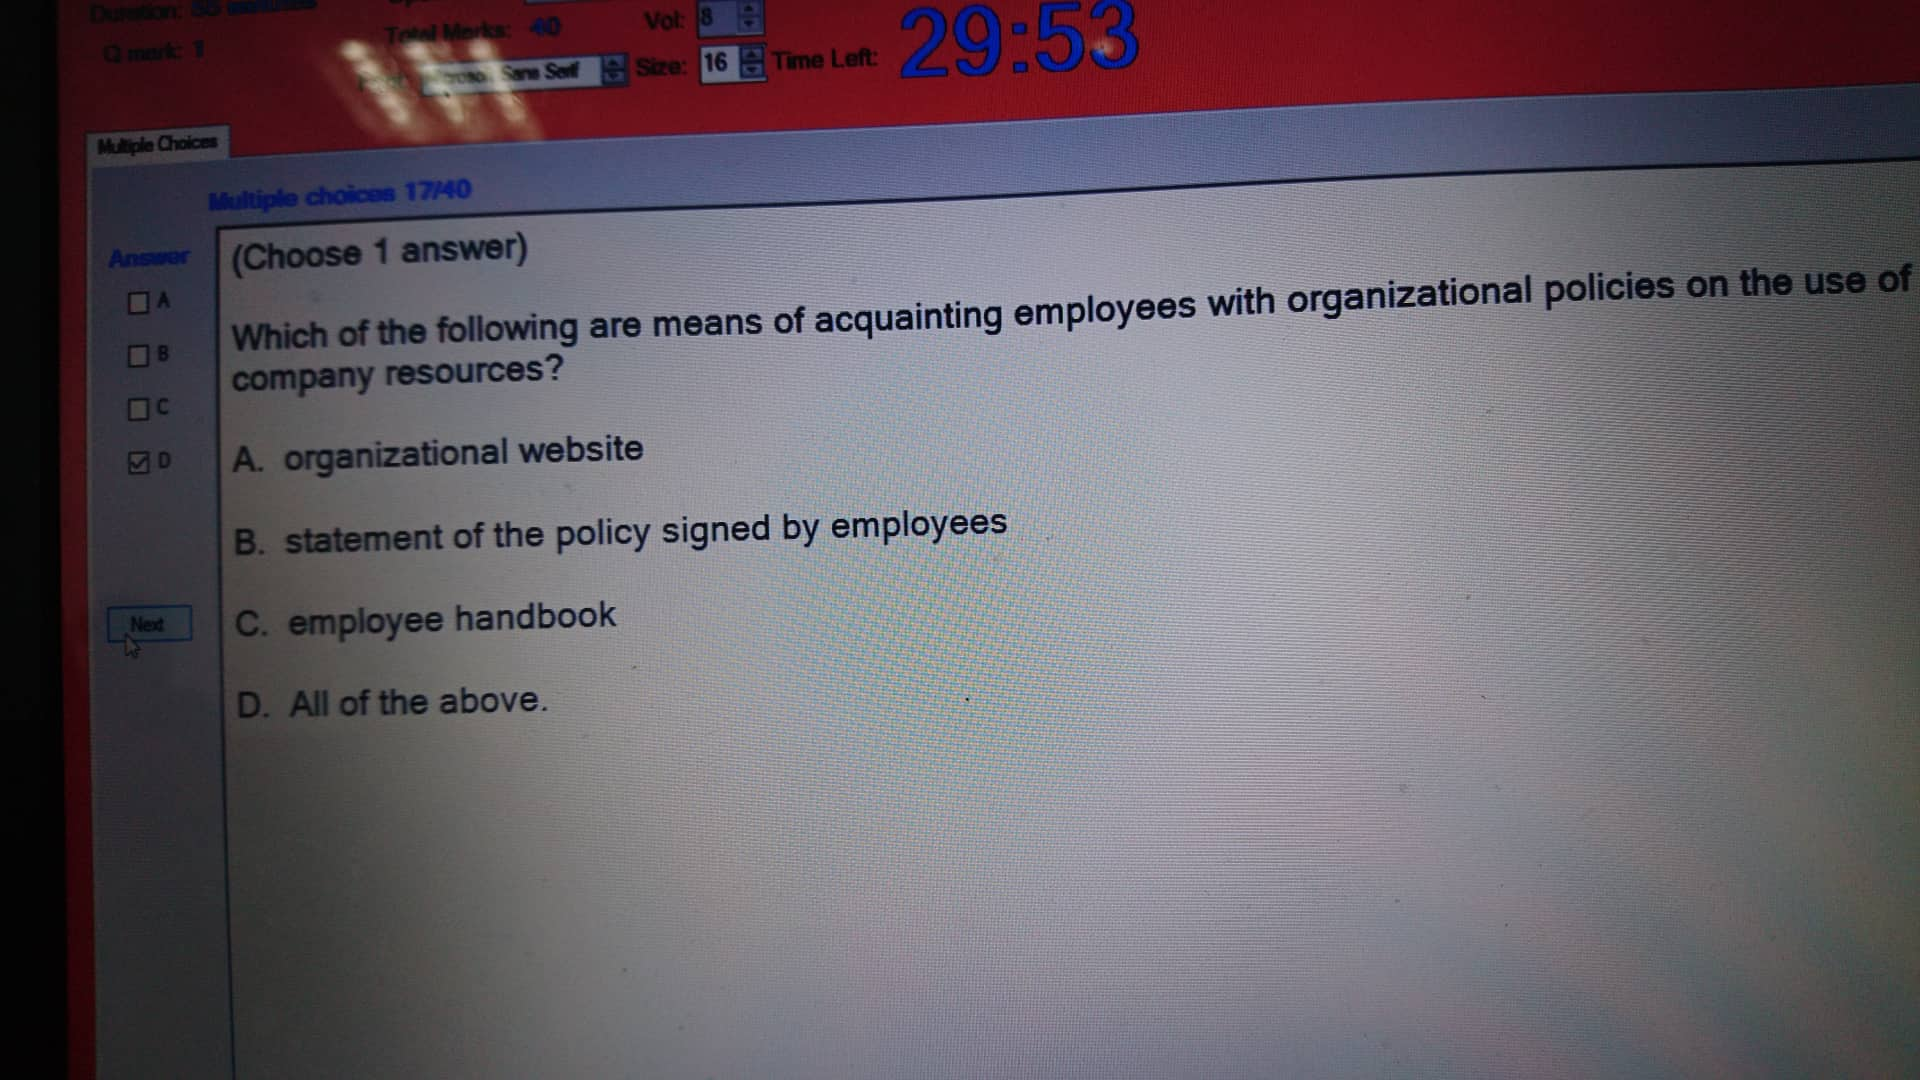 Duration:
Q mark: 1
Total Marks: 40
Vol: 8
Sans Serif
Size: 16
Time Left: 29:53
Multiple Choices
Multiple choices 17/40
Answer
A
B
C
D
Next
(Choose 1 answer)
Which of the following are means of acquainting employees with organizational policies on the use of
company resources?
A. organizational website
B. statement of the policy signed by employees
C. employee handbook
D. All of the above.